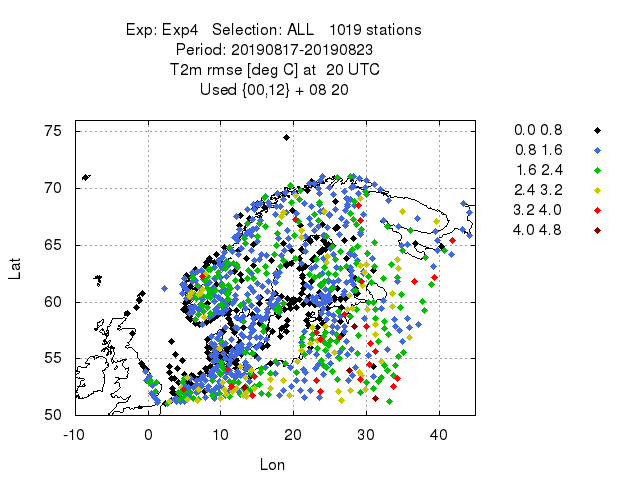 Exp: Exp4 Selection: ALL 1019 stations
Period: 20190817-20190823
T2m rmse [deg C] at 20 UTC
Used {00,12} + 08 20
75
70
65
60
55
50
-10 0 10 20 30 40
Lat
Lon
0.0 0.8
0.8 1.6
1.6 2.4
2.4 3.2
3.2 4.0
4.0 4.8